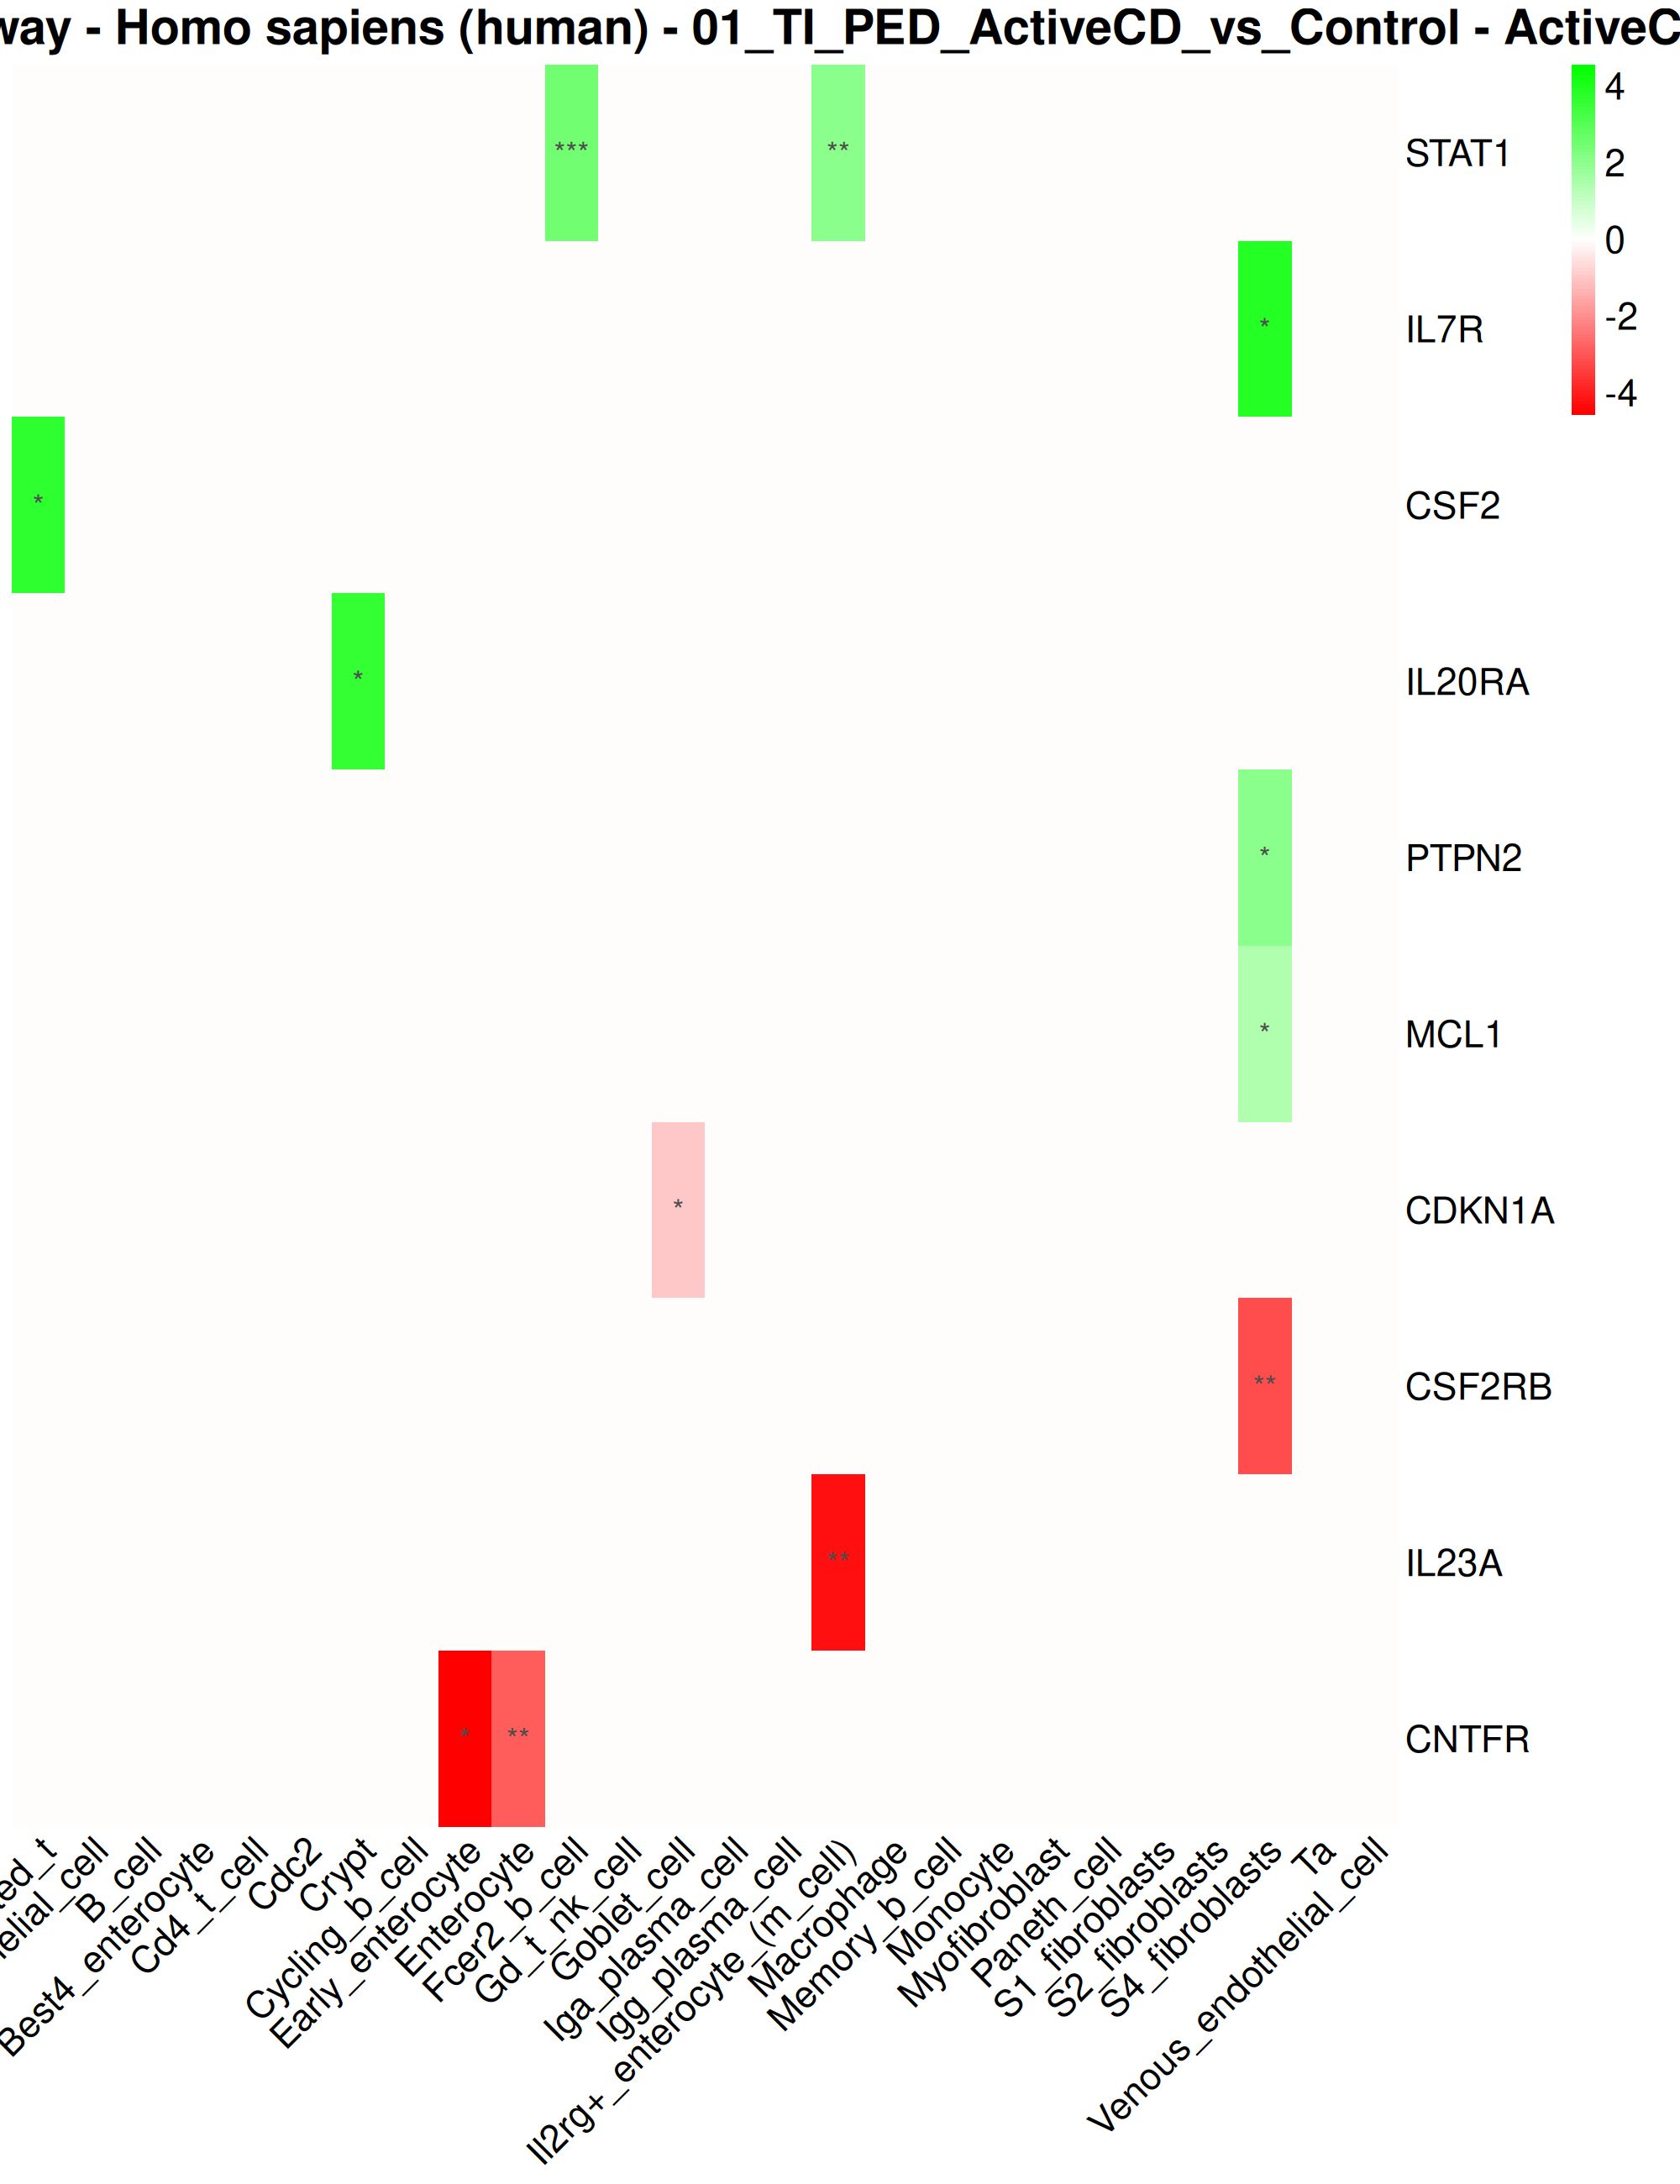 way - Homo sapiens (human) - 01_TI_PED_ActiveCD_vs_Control - ActiveC
4
2
0
-2
-4
*** ** STAT1
* IL7R
* CSF2
* IL20RA
* PTPN2
* MCL1
* CDKN1A
** CSF2RB
** IL23A
* ** CNTFR
ted_t
helial_cell
B_cell
Best4_enterocyte
Cd4_t_cell
Cdc2
Crypt
Cycling_b_cell
Early_enterocyte
Enterocyte
Fcer2_b_cell
Gd_t_nk_cell
Goblet_cell
Iga_plasma_cell
Igg_plasma_cell
Il2rg+_enterocyte_(m_cell)
Macrophage
Memory_b_cell
Monocyte
Myofibroblast
Paneth_cell
S1_fibroblasts
S2_fibroblasts
S4_fibroblasts
Ta
Venous_endothelial_cell